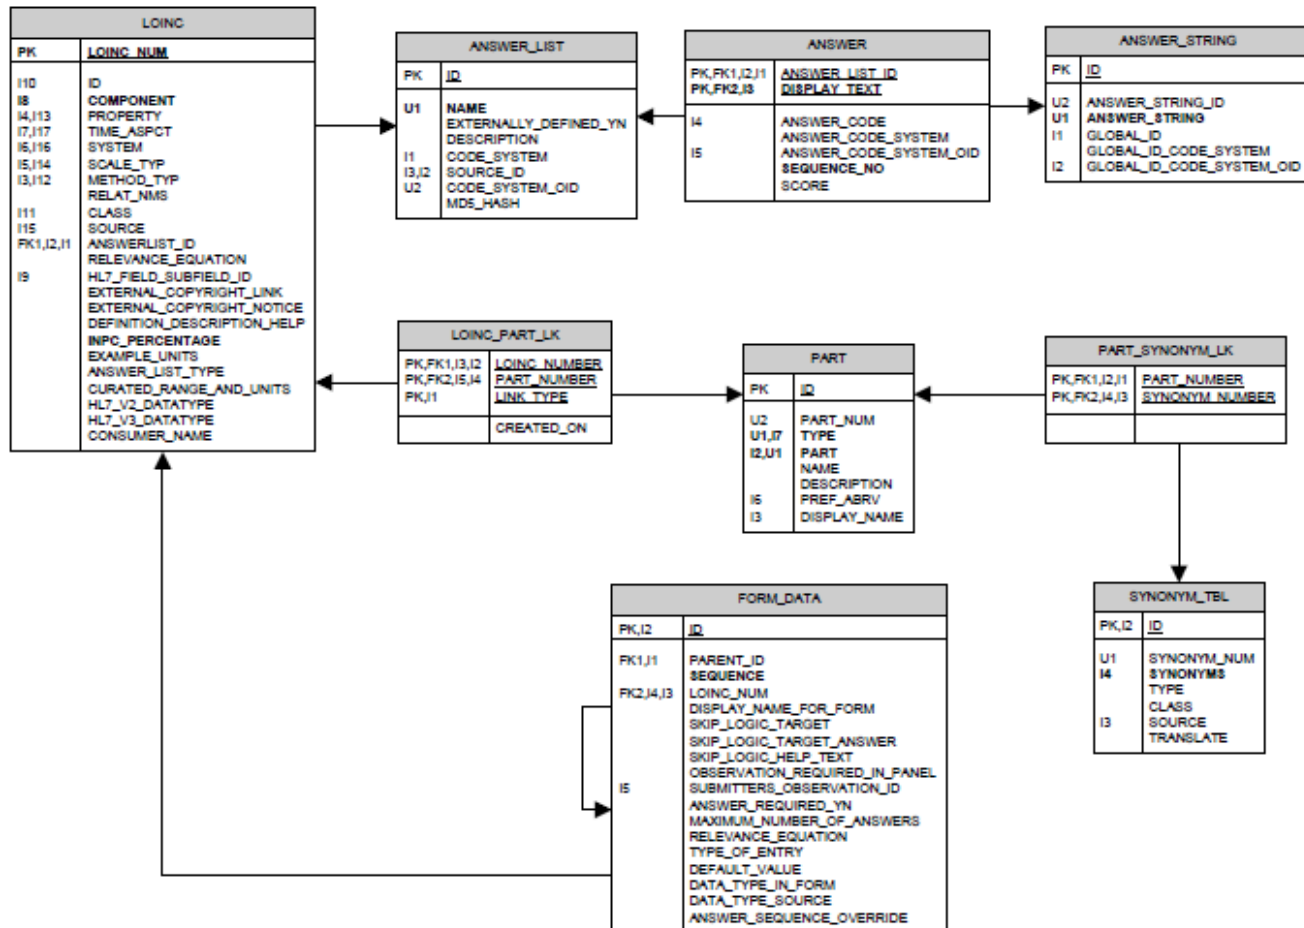 LOINC
PK LOINC_NUM
I10 ID
I8 COMPONENT
I4,I13 PROPERTY
I7,I17 TIME_ASPCT
I6,I16 SYSTEM
I5,I14 SCALE_TYP
I3,I12 METHOD_TYP
RELAT_NMS
I11 CLASS
I15 SOURCE
FK1,I2,I1 ANSWERLIST_ID
RELEVANCE_EQUATION
I9 HL7_FIELD_SUBFIELD_ID
EXTERNAL_COPYRIGHT_LINK
EXTERNAL_COPYRIGHT_NOTICE
DEFINITION_DESCRIPTION_HELP
INPC_PERCENTAGE
EXAMPLE_UNITS
ANSWER_LIST_TYPE
CURATED_RANGE_AND_UNITS
HL7_V2_DATATYPE
HL7_V3_DATATYPE
CONSUMER_NAME
ANSWER_LIST
PK ID
U1 NAME
EXTERNALLY_DEFINED_YN
DESCRIPTION
I1 CODE_SYSTEM
I3,I2 SOURCE_ID
U2 CODE_SYSTEM_OID
MD5_HASH
ANSWER
PK,FK1,I2,I1 ANSWER_LIST_ID
PK,FK2,I3 DISPLAY_TEXT
I4 ANSWER_CODE
ANSWER_CODE_SYSTEM
I5 ANSWER_CODE_SYSTEM_OID
SEQUENCE_NO
SCORE
ANSWER_STRING
PK ID
U2 ANSWER_STRING_ID
U1 ANSWER_STRING
I1 GLOBAL_ID
GLOBAL_ID_CODE_SYSTEM
I2 GLOBAL_ID_CODE_SYSTEM_OID
LOINC_PART_LK
PK,FK1,I3,I2 LOINC_NUMBER
PK,FK2,I5,I4 PART_NUMBER
PK,I1 LINK_TYPE
CREATED_ON
PART
PK ID
U2 PART_NUM
U1,I7 TYPE
I2,U1 PART
NAME
DESCRIPTION
I6 PREF_ABRV
I3 DISPLAY_NAME
PART_SYNONYM_LK
PK,FK1,I2,I1 PART_NUMBER
PK,FK2,I4,I3 SYNONYM_NUMBER
FORM_DATA
PK,I2 ID
FK1,I1 PARENT_ID
SEQUENCE
FK2,I4,I3 LOINC_NUM
DISPLAY_NAME_FOR_FORM
SKIP_LOGIC_TARGET
SKIP_LOGIC_TARGET_ANSWER
SKIP_LOGIC_HELP_TEXT
OBSERVATION_REQUIRED_IN_PANEL
I5 SUBMITTERS_OBSERVATION_ID
ANSWER_REQUIRED_YN
MAXIMUM_NUMBER_OF_ANSWERS
RELEVANCE_EQUATION
TYPE_OF_ENTRY
DEFAULT_VALUE
DATA_TYPE_IN_FORM
DATA_TYPE_SOURCE
ANSWER_SEQUENCE_OVERRIDE
SYNONYM_TBL
PK,I2 ID
U1 SYNONYM_NUM
I4 SYNONYMS
TYPE
CLASS
I3 SOURCE
TRANSLATE